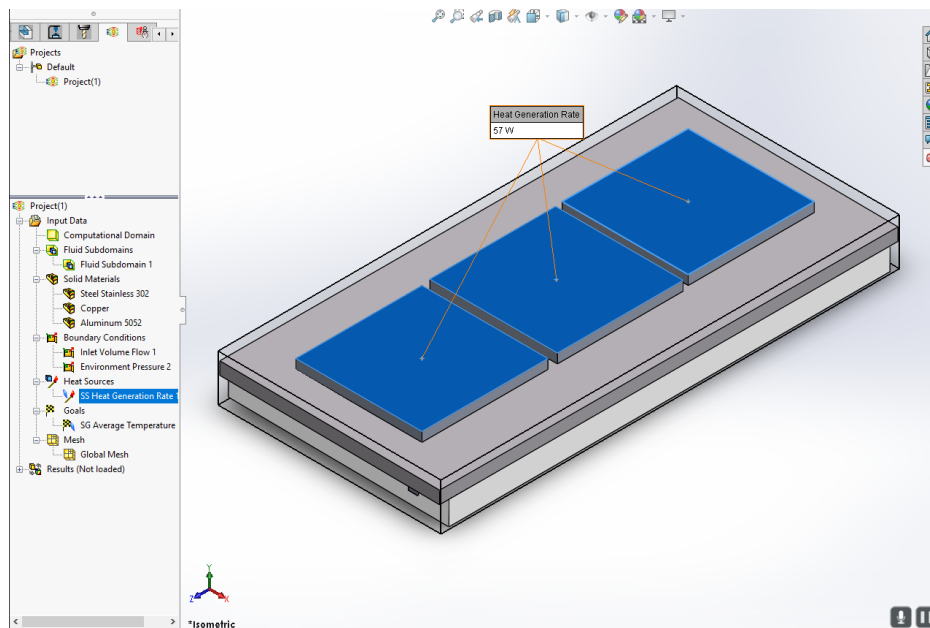 Projects
Default
Project(1)
Project(1)
Input Data
Computational Domain
Fluid Subdomains
Fluid Subdomain 1
Solid Materials
Steel Stainless 302
Copper
Aluminum 5052
Boundary Conditions
Inlet Volume Flow 1
Environment Pressure 2
Heat Sources
SS Heat Generation Rate 1
Goals
SG Average Temperature
Mesh
Global Mesh
Results (Not loaded)
Heat Generation Rate
57 W
Y
Z
X
*Isometric